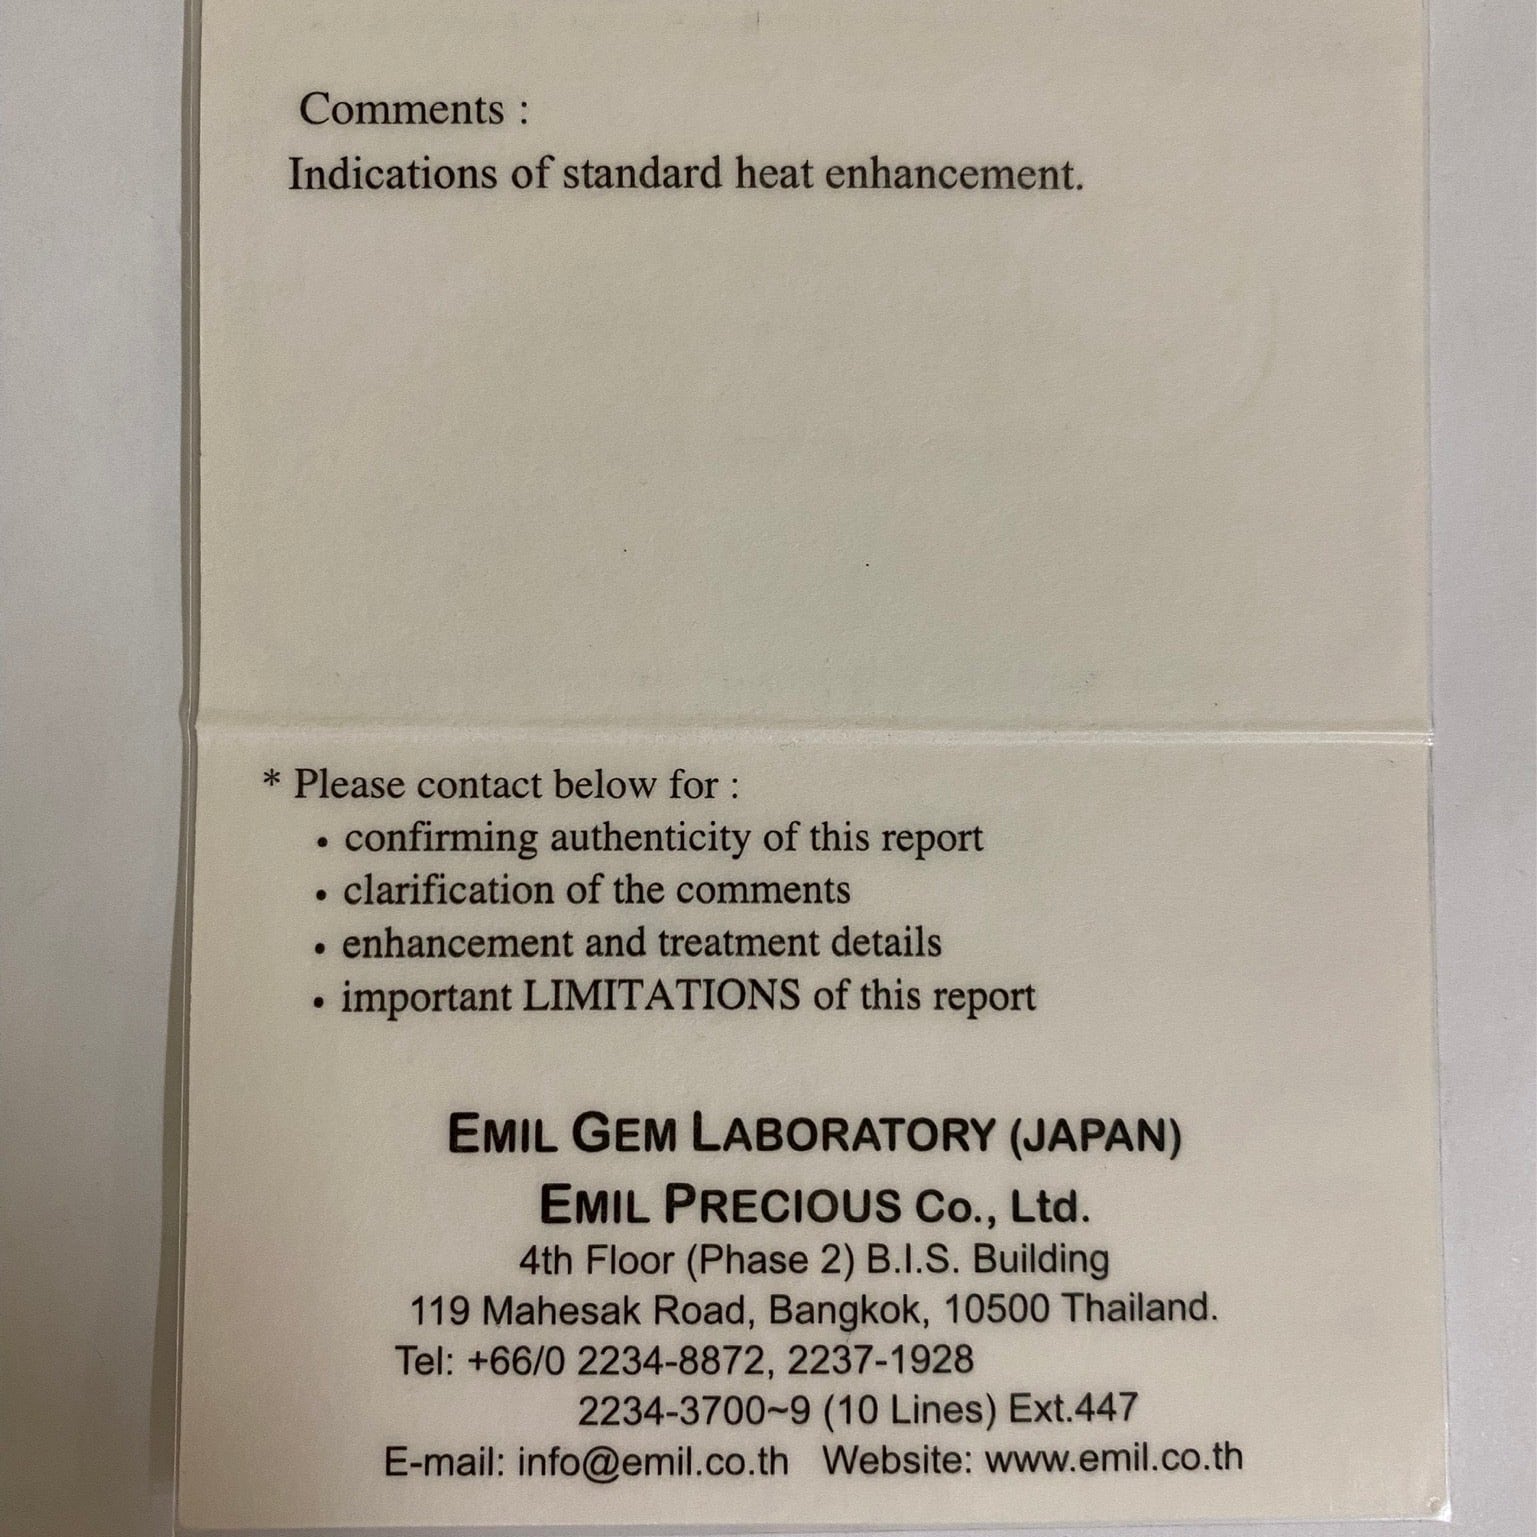 Comments :
Indications of standard heat enhancement.
* Please contact below for :
• confirming authenticity of this report
• clarification of the comments
• enhancement and treatment details
• important LIMITATIONS of this report
EMIL GEM LABORATORY (JAPAN)
EMIL PRECIOUS Co., Ltd.
4th Floor (Phase 2) B.I.S. Building
119 Mahesak Road, Bangkok, 10500 Thailand.
Tel: +66/0 2234-8872, 2237-1928
2234-3700~9 (10 Lines) Ext.447
E-mail: info@emil.co.th Website: www.emil.co.th